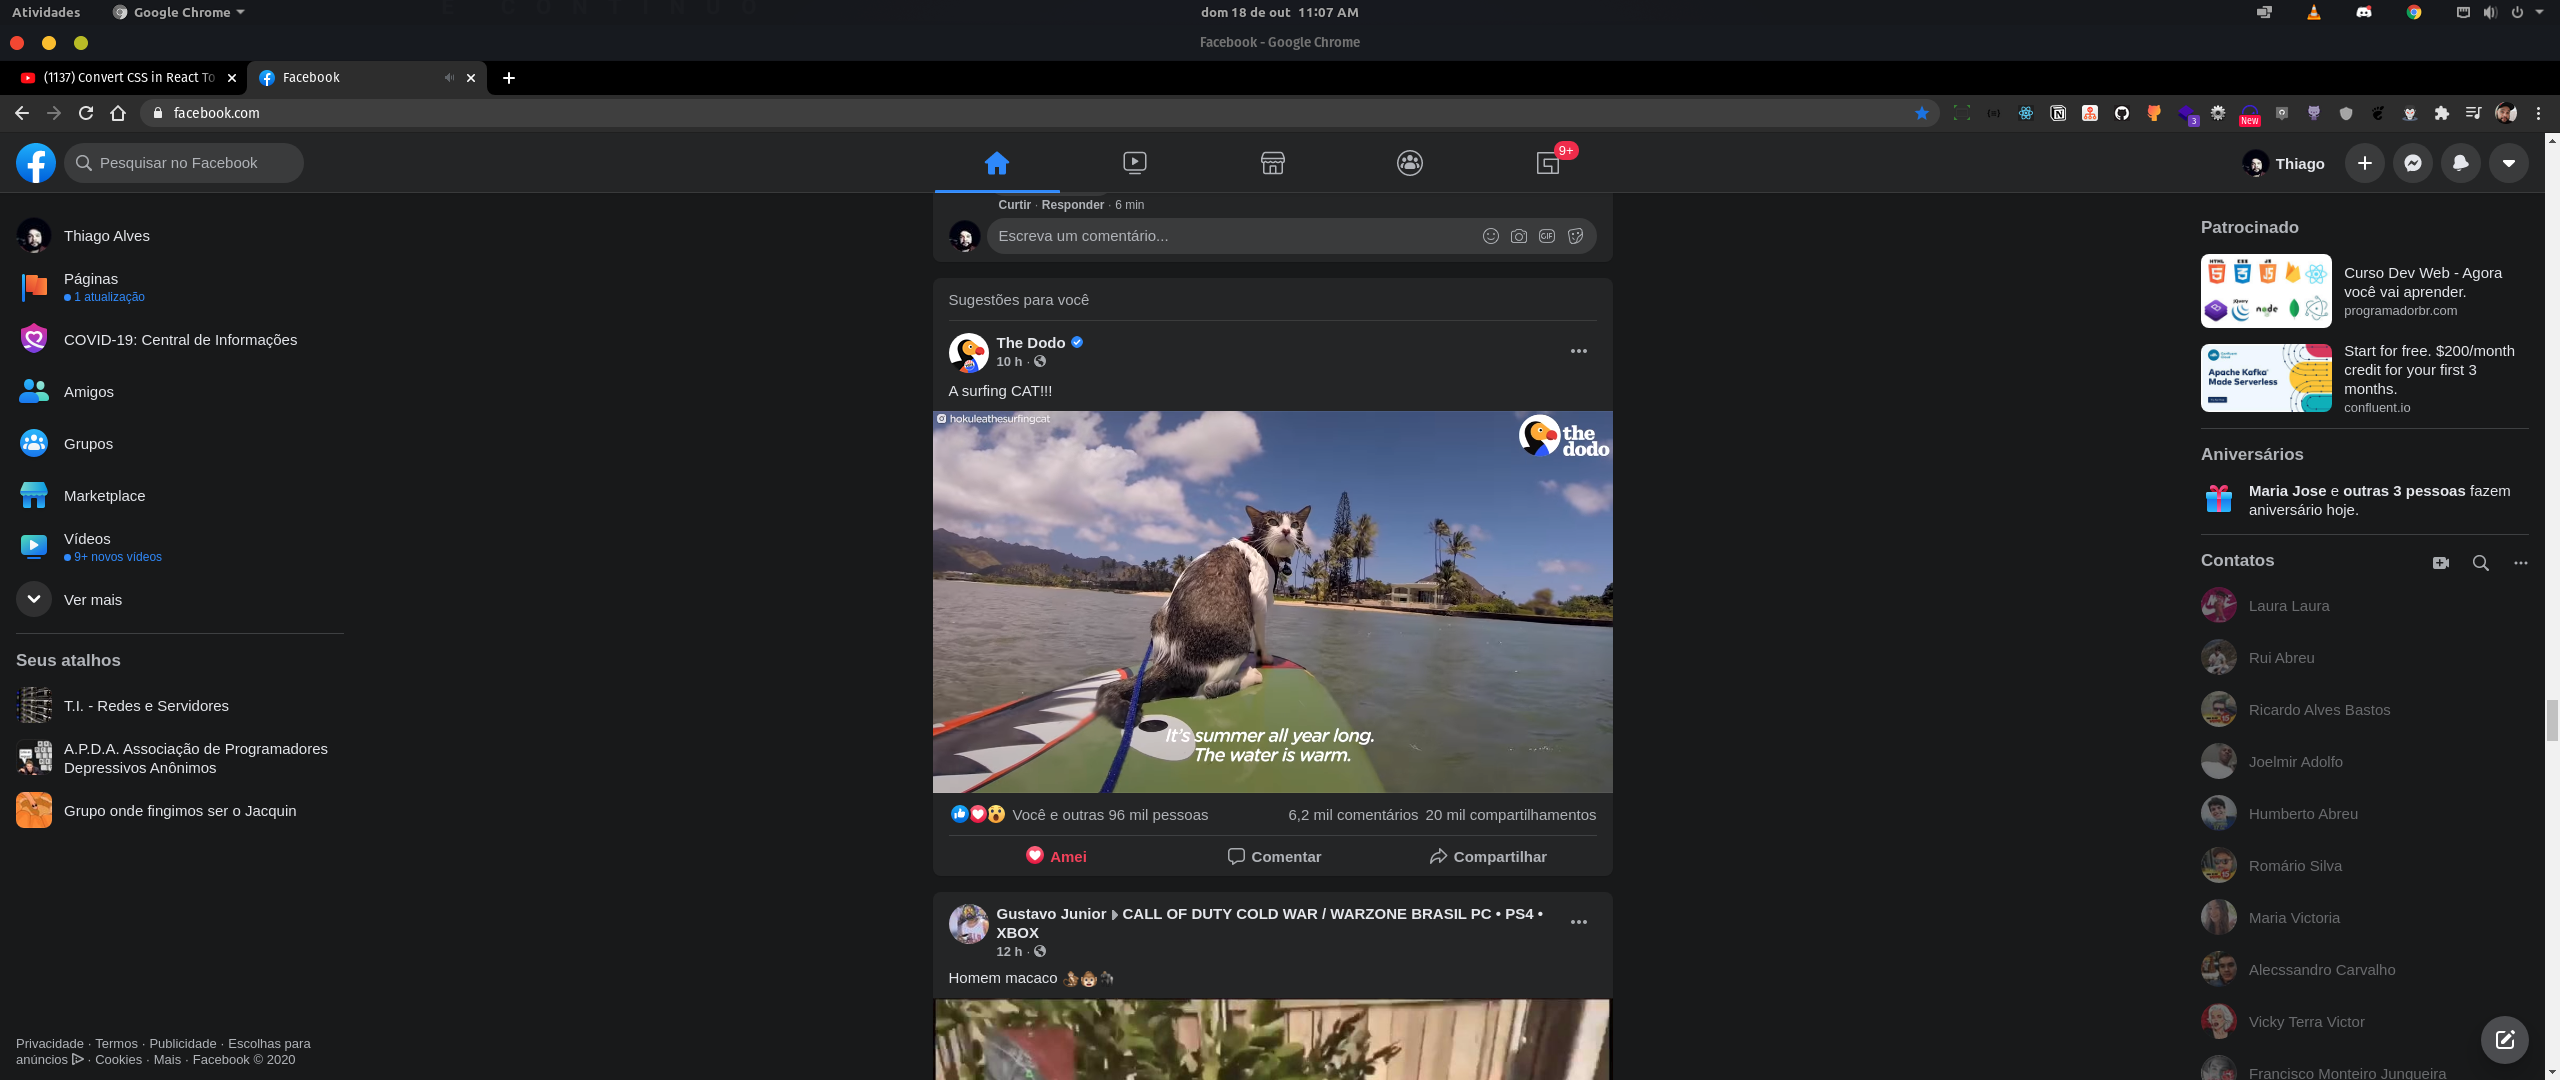 Atividades
Google Chrome
dom 18 de out 11:07 AM
Facebook - Google Chrome
(1137) Convert CSS in React To
Facebook
facebook.com
3
New
Pesquisar no Facebook
9+
Thiago
Thiago Alves
Páginas
1 atualização
COVID-19: Central de Informações
Amigos
Grupos
Marketplace
Vídeos
9+ novos vídeos
Ver mais
Seus atalhos
T.I. - Redes e Servidores
A.P.D.A. Associação de Programadores
Depressivos Anônimos
Grupo onde fingimos ser o Jacquin
Privacidade · Termos · Publicidade · Escolhas para
anúncios · Cookies · Mais · Facebook © 2020
Curtir · Responder · 6 min
Escreva um comentário...
GIF
Sugestões para você
The Dodo
10 h ·
A surfing CAT!!!
hokuleathesurfingcat
the
dodo
It's summer all year long.
The water is warm.
Você e outras 96 mil pessoas
6,2 mil comentários 20 mil compartilhamentos
Amei
Comentar
Compartilhar
Gustavo Junior CALL OF DUTY COLD WAR / WARZONE BRASIL PC • PS4 •
XBOX
12 h ·
Homem macaco
Patrocinado
HTML CSS JS
jQuery
node
Curso Dev Web - Agora
você vai aprender.
programadorbr.com
Apache Kafka
Made Serverless
Start for free. $200/month
credit for your first 3
months.
confluent.io
Aniversários
Maria Jose e outras 3 pessoas fazem
aniversário hoje.
Contatos
Laura Laura
Rui Abreu
Ricardo Alves Bastos
Joelmir Adolfo
Humberto Abreu
Romário Silva
Maria Victoria
Alecssandro Carvalho
Vicky Terra Victor
Francisco Monteiro Junqueira